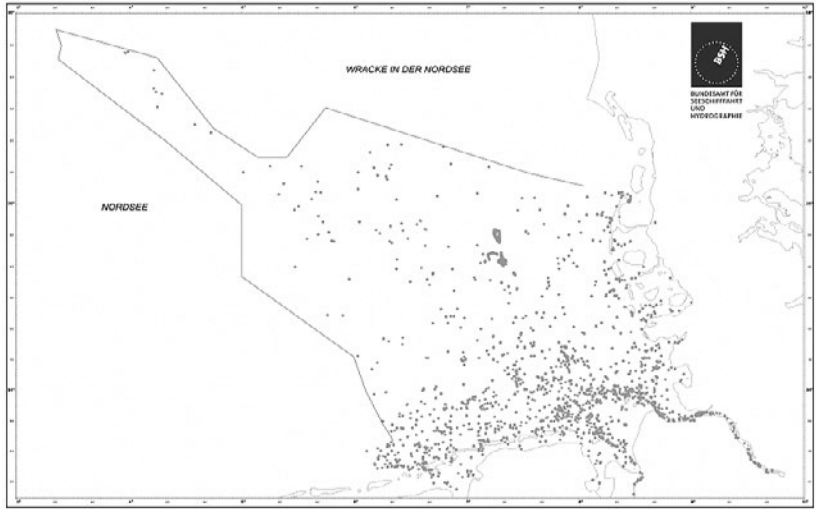 WRACKE IN DER NORDSEE
BSH
BUNDESAMT FÜR
SEESCHIFFFAHRT
UND
HYDROGRAPHIE
NORDSEE